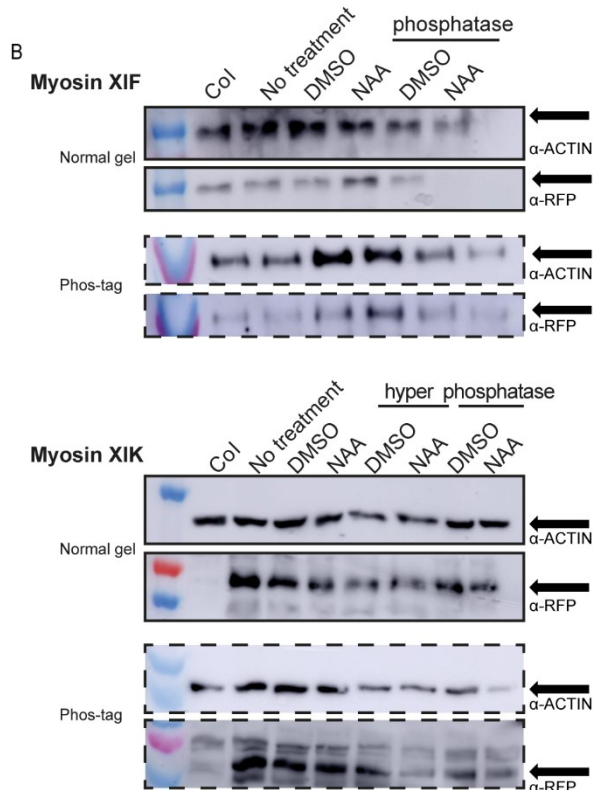 B
phosphatase
Myosin XIF
Col
No treatment
DMSO
NAA
DMSO
NAA
Normal gel
α-ACTIN
α-RFP
Phos-tag
α-ACTIN
α-RFP
hyper phosphatase
Myosin XIK
Col
No treatment
DMSO
NAA
DMSO
NAA
DMSO
NAA
Normal gel
α-ACTIN
α-RFP
Phos-tag
α-ACTIN
α-RFP